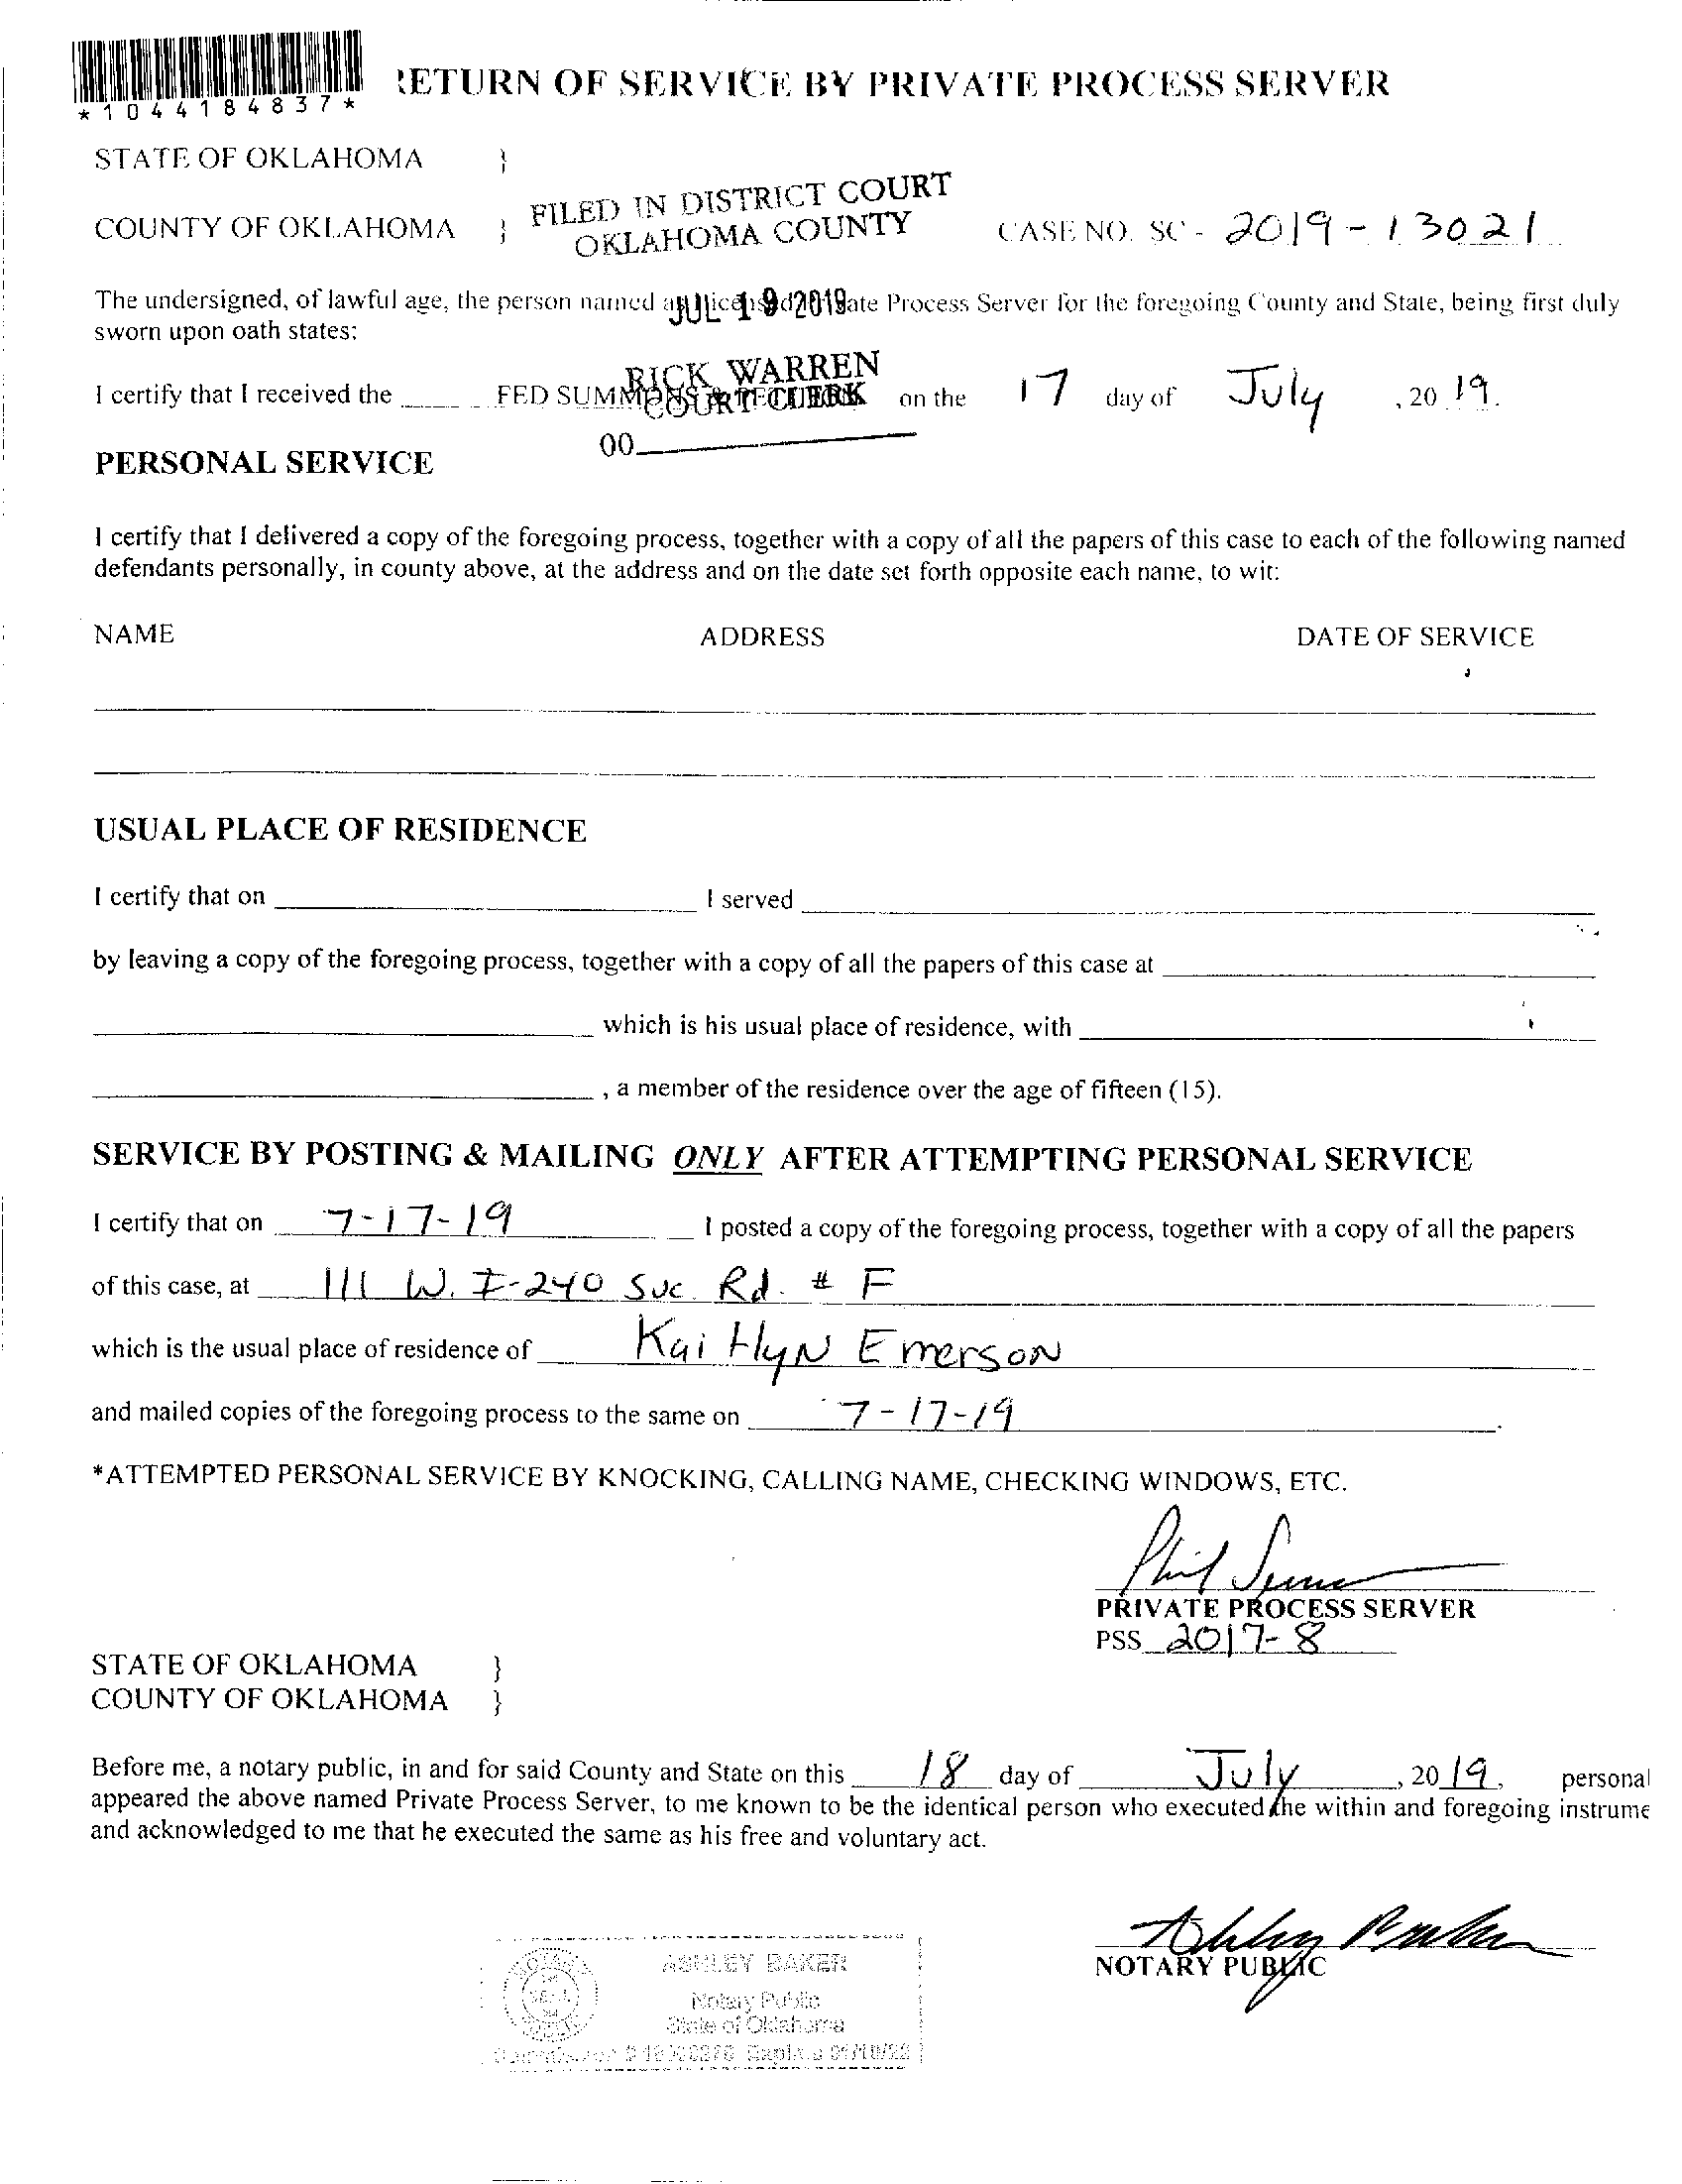 *1044184837*
RETURN OF SERVICE BY PRIVATE PROCESS SERVER
STATE OF OKLAHOMA }
COUNTY OF OKLAHOMA }
FILED IN DISTRICT COURT
OKLAHOMA COUNTY
CASE NO. SC - 2019-13021
The undersigned, of lawful age, the person named as licensed Private Process Server for the foregoing County and State, being first duly
JUL 19 2019
sworn upon oath states;
RICK WARREN
COURT CLERK
I certify that I received the FED SUMMONS & PETITION on the 17 day of July, 2019.
00
PERSONAL SERVICE
I certify that I delivered a copy of the foregoing process, together with a copy of all the papers of this case to each of the following named
defendants personally, in county above, at the address and on the date set forth opposite each name, to wit:
NAME ADDRESS DATE OF SERVICE
USUAL PLACE OF RESIDENCE
I certify that on I served
by leaving a copy of the foregoing process, together with a copy of all the papers of this case at
which is his usual place of residence, with
, a member of the residence over the age of fifteen (15).
SERVICE BY POSTING & MAILING ONLY AFTER ATTEMPTING PERSONAL SERVICE
I certify that on 7-17-19 I posted a copy of the foregoing process, together with a copy of all the papers
of this case, at 111 W. I-240 Svc. Rd. # F
which is the usual place of residence of Kaitlyn Emerson
and mailed copies of the foregoing process to the same on 7-17-19.
*ATTEMPTED PERSONAL SERVICE BY KNOCKING, CALLING NAME, CHECKING WINDOWS, ETC.
Phil
PRIVATE PROCESS SERVER
PSS 2017-8
STATE OF OKLAHOMA }
COUNTY OF OKLAHOMA }
Before me, a notary public, in and for said County and State on this 18 day of July, 2019, personal
appeared the above named Private Process Server, to me known to be the identical person who executed the within and foregoing instrume
and acknowledged to me that he executed the same as his free and voluntary act.
Ashley Baker
NOTARY PUBLIC
ASHLEY BAKER
Notary Public
State of Oklahoma